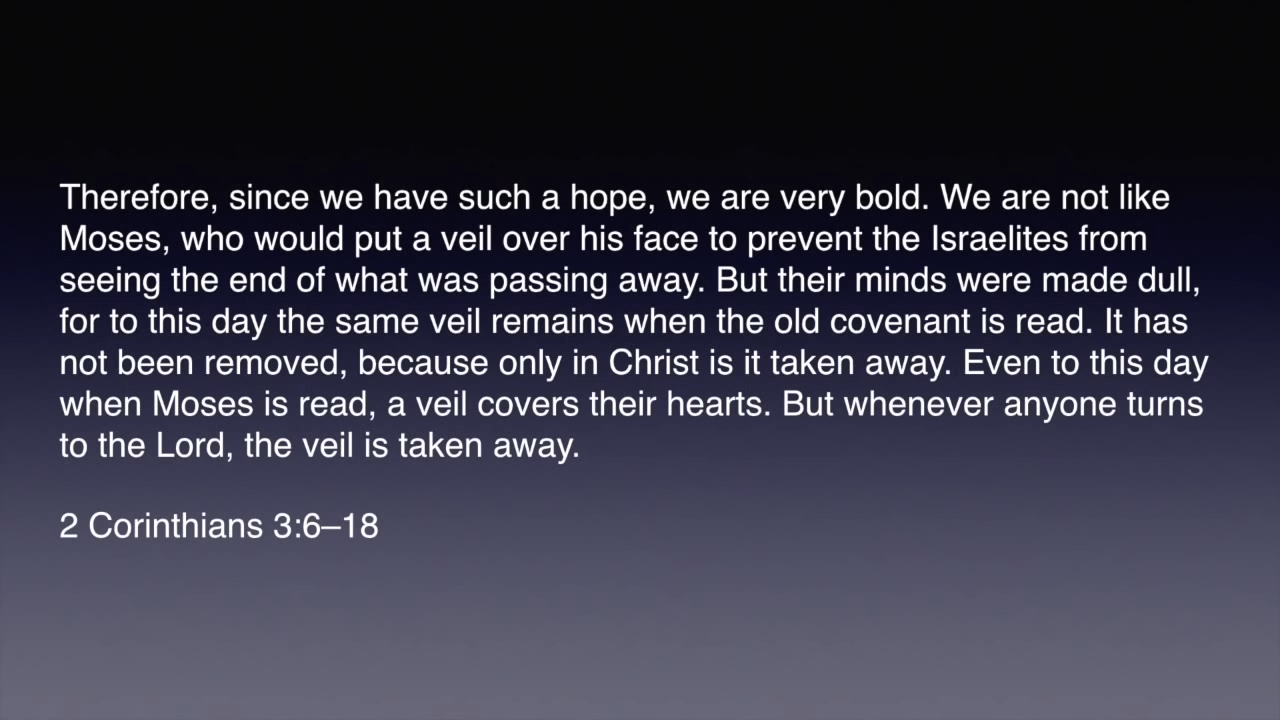 Therefore, since we have such a hope, we are very bold. We are not like
Moses, who would put a veil over his face to prevent the Israelites from
seeing the end of what was passing away. But their minds were made dull,
for to this day the same veil remains when the old covenant is read. It has
not been removed, because only in Christ is it taken away. Even to this day
when Moses is read, a veil covers their hearts. But whenever anyone turns
to the Lord, the veil is taken away.
2 Corinthians 3:6–18